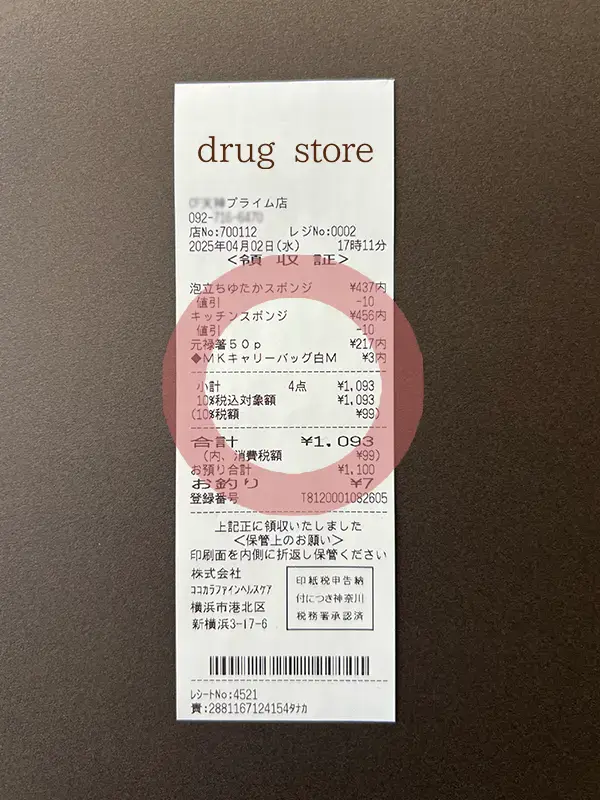 drug store
プライム店
092-
店No:700112 レジNo:0002
2025年04月02日(水) 17時11分
<領収証>
泡立ちゆたかスポンジ ¥437内
値引 -10
キッチンスポンジ ¥456内
値引 -10
元禄箸50p ¥217内
◆MKキャリーバッグ白M ¥3内
小計 4点 ¥1,093
10%税込対象額 ¥1,093
(10%税額 ¥99)
合計 ¥1,093
(内、消費税額 ¥99)
お預り合計 ¥1,100
お釣り ¥7
登録番号 T8120001082605
上記正に領収いたしました
<保管上のお願い>
印刷面を内側に折返し保管ください
株式会社
ココカラファインヘルスケア
横浜市港北区
新横浜3-17-6
印紙税申告納
付につき神奈川
税務署承認済
レシートNo:4521
責:2881167124154タナカ